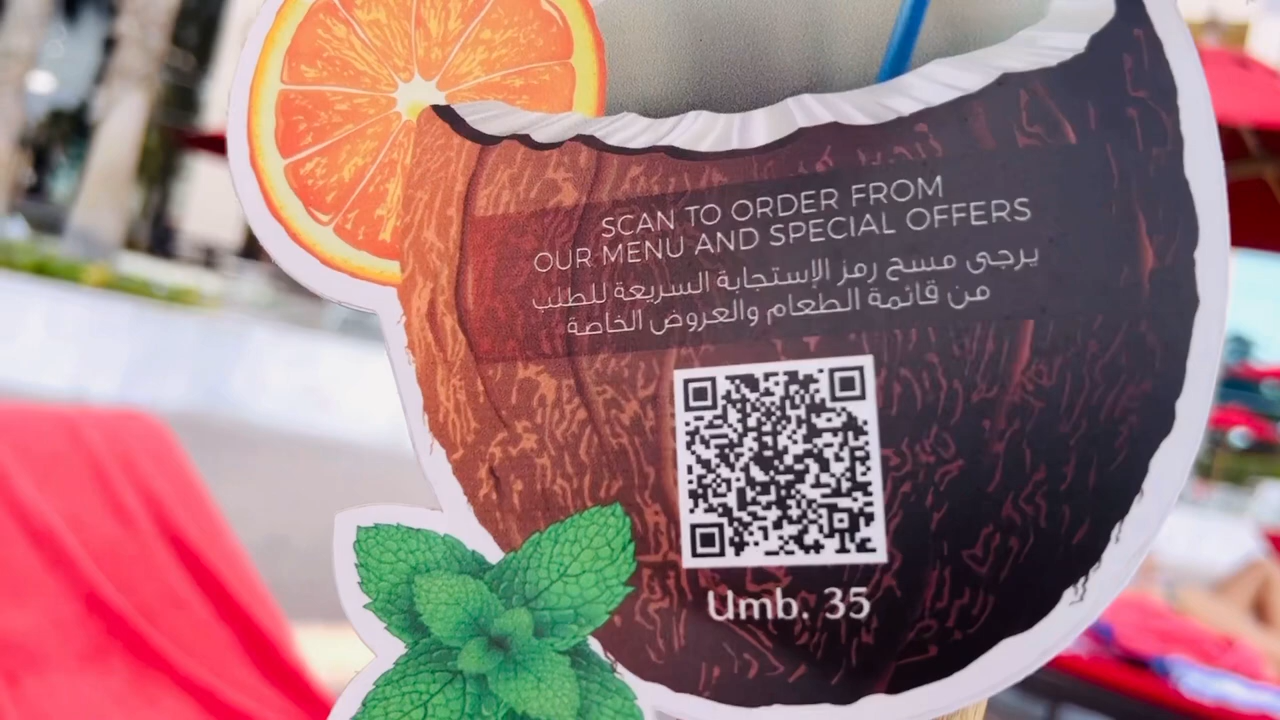 SCAN TO ORDER FROM
OUR MENU AND SPECIAL OFFERS
يرجى مسح رمز الإستجابة السريعة للطلب
من قائمة الطعام والعروض الخاصة
Umb. 35